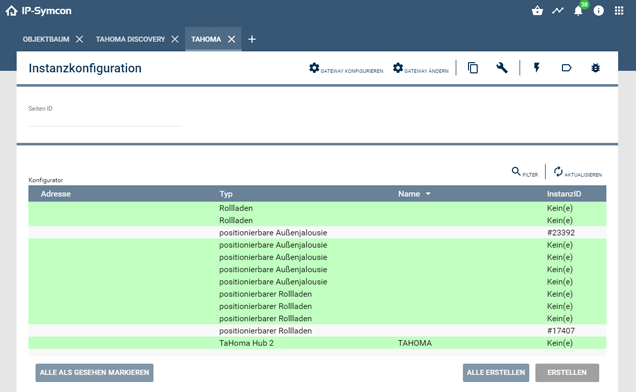 IP-Symcon
36
OBJEKTBAUM
TAHOMA DISCOVERY
TAHOMA
Instanzkonfiguration
GATEWAY KONFIGURIEREN
GATEWAY ÄNDERN
Seiten ID
FILTER
AKTUALISIEREN
Konfigurator
Adresse Typ Name InstanzID
Rollladen Kein(e)
Rollladen Kein(e)
positionierbare Außenjalousie #23392
positionierbare Außenjalousie Kein(e)
positionierbare Außenjalousie Kein(e)
positionierbare Außenjalousie Kein(e)
positionierbare Außenjalousie Kein(e)
positionierbarer Rollladen Kein(e)
positionierbarer Rollladen Kein(e)
positionierbarer Rollladen Kein(e)
positionierbarer Rollladen #17407
TaHoma Hub 2 TAHOMA Kein(e)
ALLE ALS GESEHEN MARKIEREN
ALLE ERSTELLEN
ERSTELLEN